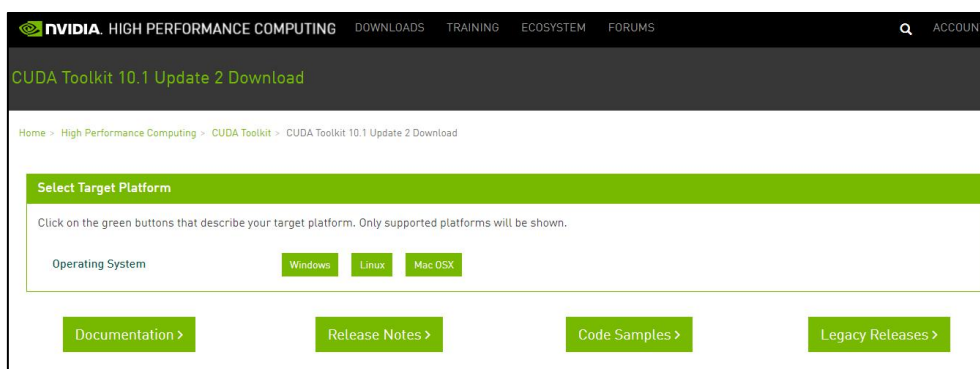 NVIDIA. HIGH PERFORMANCE COMPUTING DOWNLOADS TRAINING ECOSYSTEM FORUMS ACCOUN
CUDA Toolkit 10.1 Update 2 Download
Home > High Performance Computing > CUDA Toolkit > CUDA Toolkit 10.1 Update 2 Download
Select Target Platform
Click on the green buttons that describe your target platform. Only supported platforms will be shown.
Operating System Windows Linux Mac OSX
Documentation > Release Notes > Code Samples > Legacy Releases >